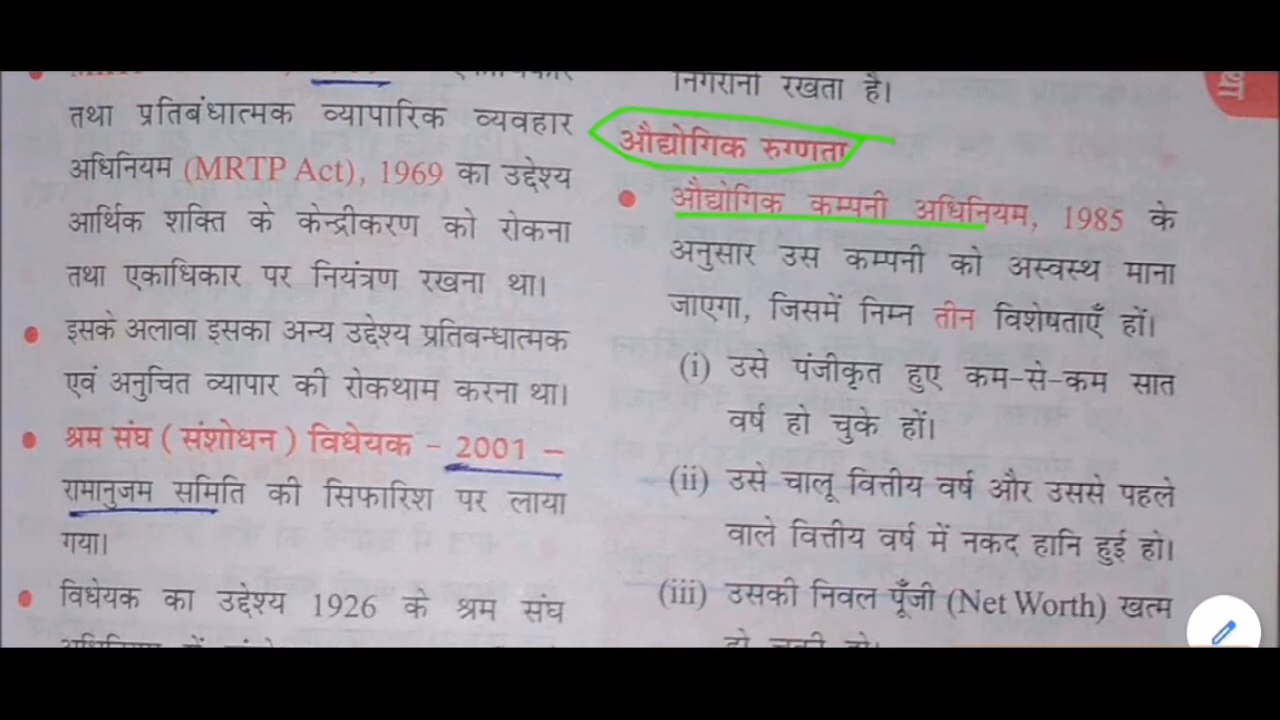 तथा प्रतिबंधात्मक व्यापारिक व्यवहार
अधिनियम (MRTP Act), 1969 का उद्देश्य
आर्थिक शक्ति के केन्द्रीकरण को रोकना
तथा एकाधिकार पर नियंत्रण रखना था।
इसके अलावा इसका अन्य उद्देश्य प्रतिबन्धात्मक
एवं अनुचित व्यापार की रोकथाम करना था।
श्रम संघ (संशोधन) विधेयक - 2001 -
रामानुजम समिति की सिफारिश पर लाया
गया।
विधेयक का उद्देश्य 1926 के श्रम संघ
निगरानी रखता है।
औद्योगिक रुग्णता
औद्योगिक कम्पनी अधिनियम, 1985 के
अनुसार उस कम्पनी को अस्वस्थ माना
जाएगा, जिसमें निम्न तीन विशेषताएँ हों।
(i) उसे पंजीकृत हुए कम-से-कम सात
वर्ष हो चुके हों।
(ii) उसे चालू वित्तीय वर्ष और उससे पहले
वाले वित्तीय वर्ष में नकद हानि हुई हो।
(iii) उसकी निवल पूँजी (Net Worth) खत्म
हो चुकी हो।